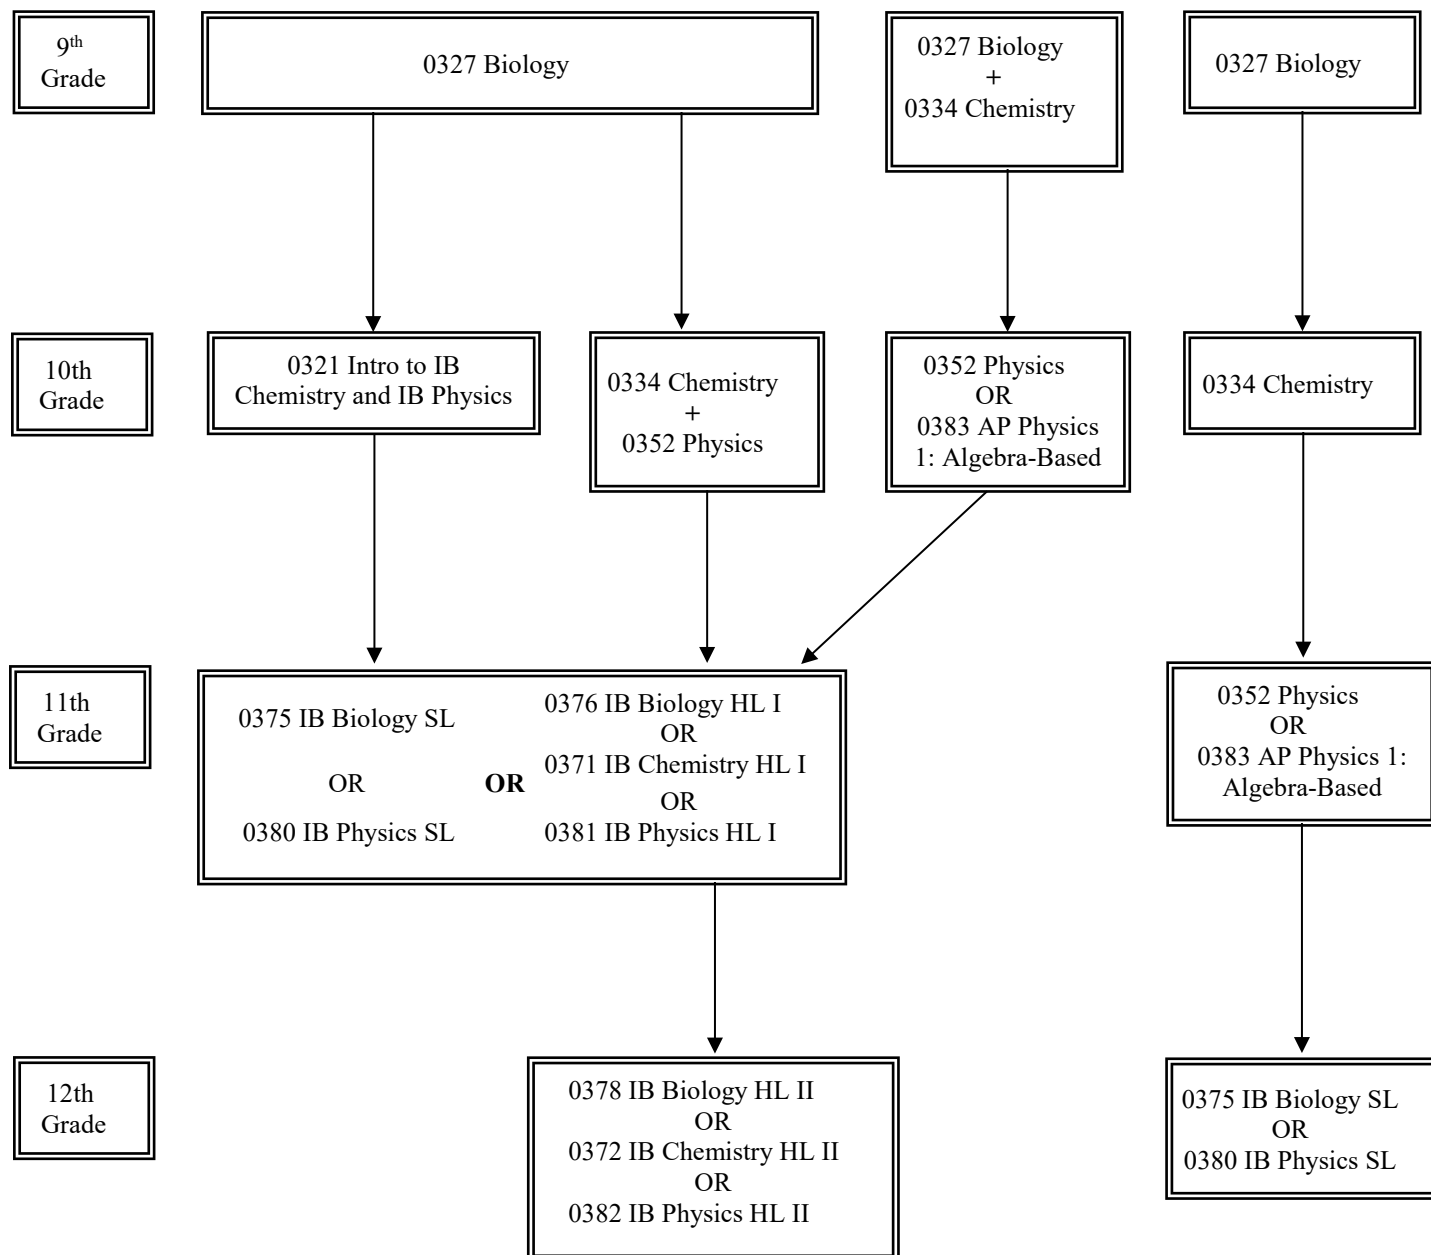 9th
Grade
0327 Biology
0327 Biology
+
0334 Chemistry
0327 Biology
10th
Grade
0321 Intro to IB
Chemistry and IB Physics
0334 Chemistry
+
0352 Physics
0352 Physics
OR
0383 AP Physics
1: Algebra-Based
0334 Chemistry
11th
Grade
0375 IB Biology SL
OR
0380 IB Physics SL
OR
0376 IB Biology HL I
OR
0371 IB Chemistry HL I
OR
0381 IB Physics HL I
0352 Physics
OR
0383 AP Physics 1:
Algebra-Based
12th
Grade
0378 IB Biology HL II
OR
0372 IB Chemistry HL II
OR
0382 IB Physics HL II
0375 IB Biology SL
OR
0380 IB Physics SL